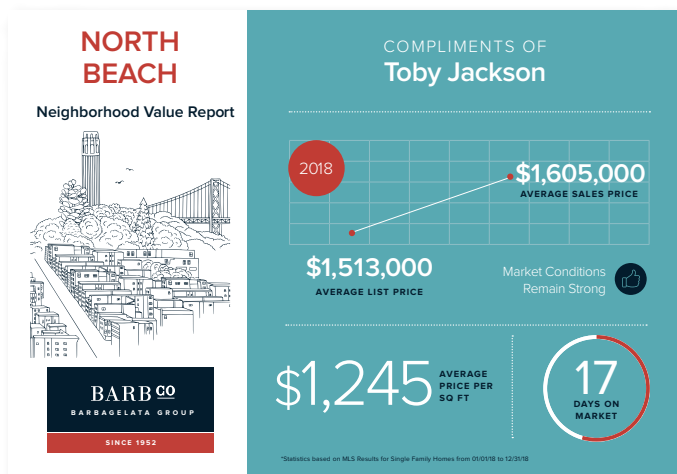 NORTH
BEACH
Neighborhood Value Report
BARB CO
BARBAGELATA GROUP
SINCE 1952
COMPLIMENTS OF
Toby Jackson
2018
$1,605,000
AVERAGE SALES PRICE
$1,513,000
AVERAGE LIST PRICE
Market Conditions
Remain Strong
$1,245
AVERAGE
PRICE PER
SQ FT
17
DAYS ON
MARKET
*Statistics based on MLS Results for Single Family Homes from 01/01/18 to 12/31/18